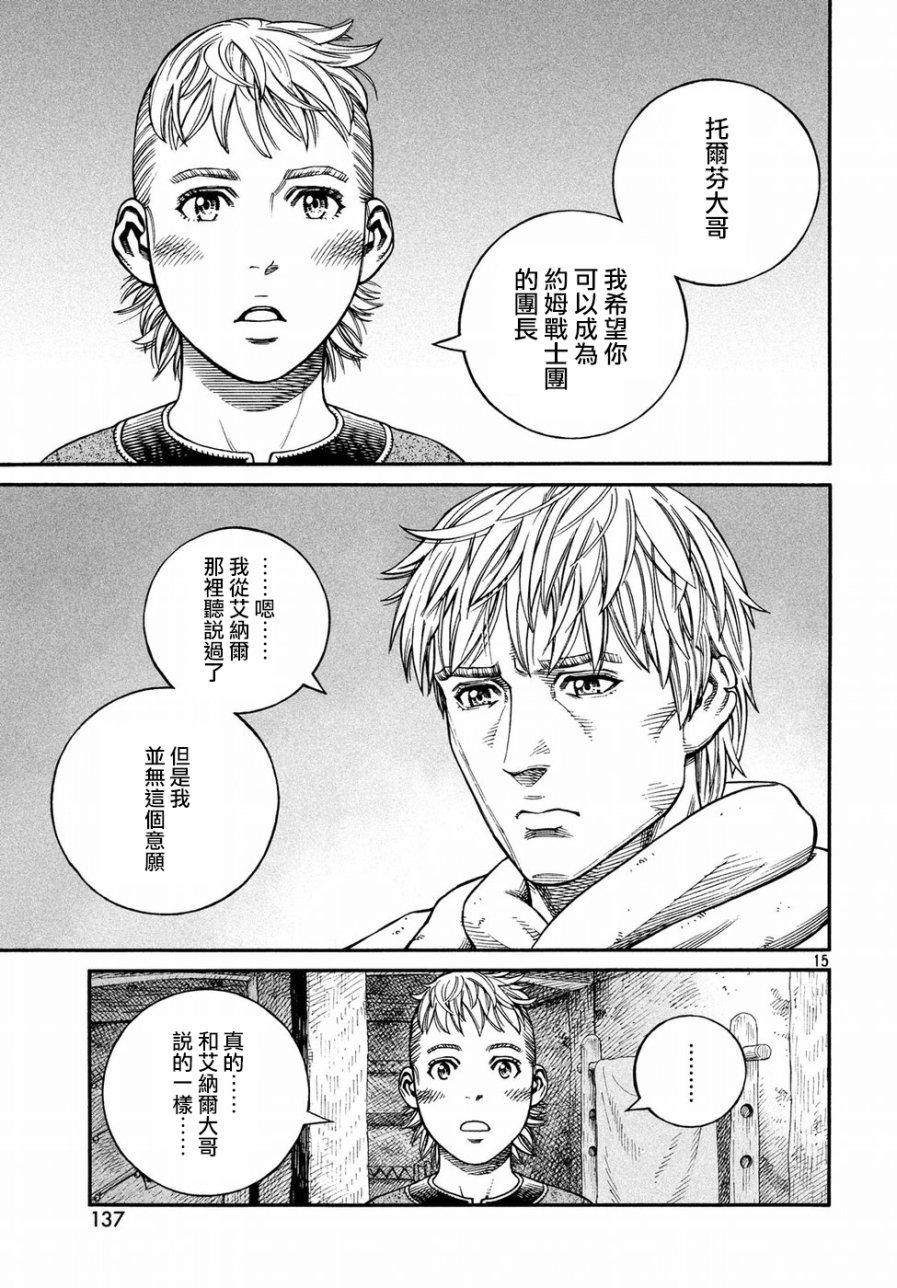 托爾芬大哥
我希望你
可以成為
約姆戰士團
的團長
……嗯……
我從艾納爾
那裡聽説過了
但是我
並無這個意願
15
……
真的……
和艾納爾大哥
説的一樣……
137